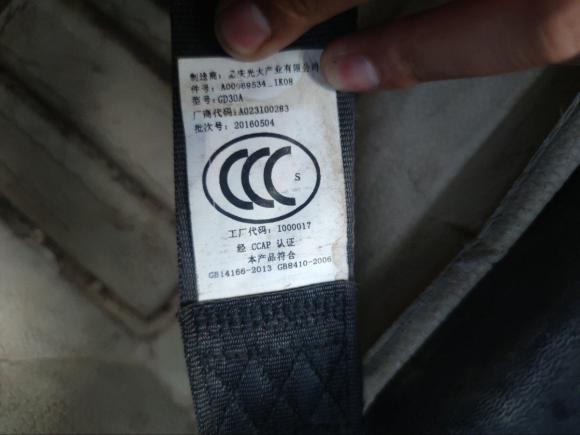 制造商：重庆光大产业有限公司
件号：A00069534_1K08
型号：GD30A
厂商代码：A023100283
批次号：20160504
CCC S
工厂代码：I000017
经 CCAP 认证
本产品符合
GB14166-2013 GB8410-2006